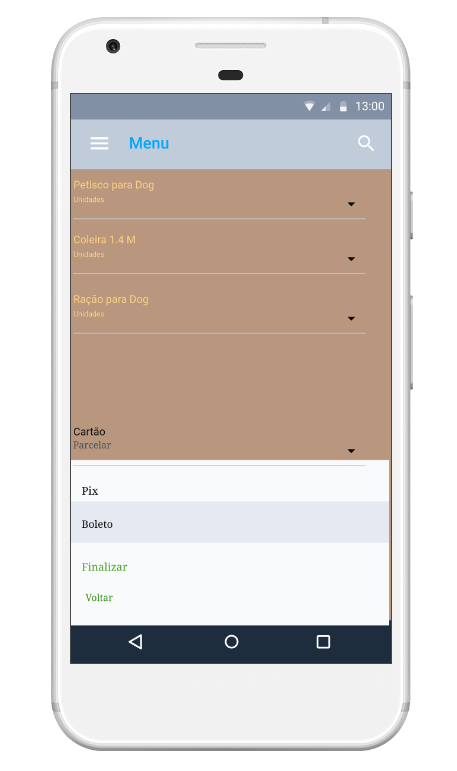 13:00
Menu
Petisco para Dog
Unidades
Coleira 1.4 M
Unidades
Ração para Dog
Unidades
Cartão
Parcelar
Pix
Boleto
Finalizar
Voltar